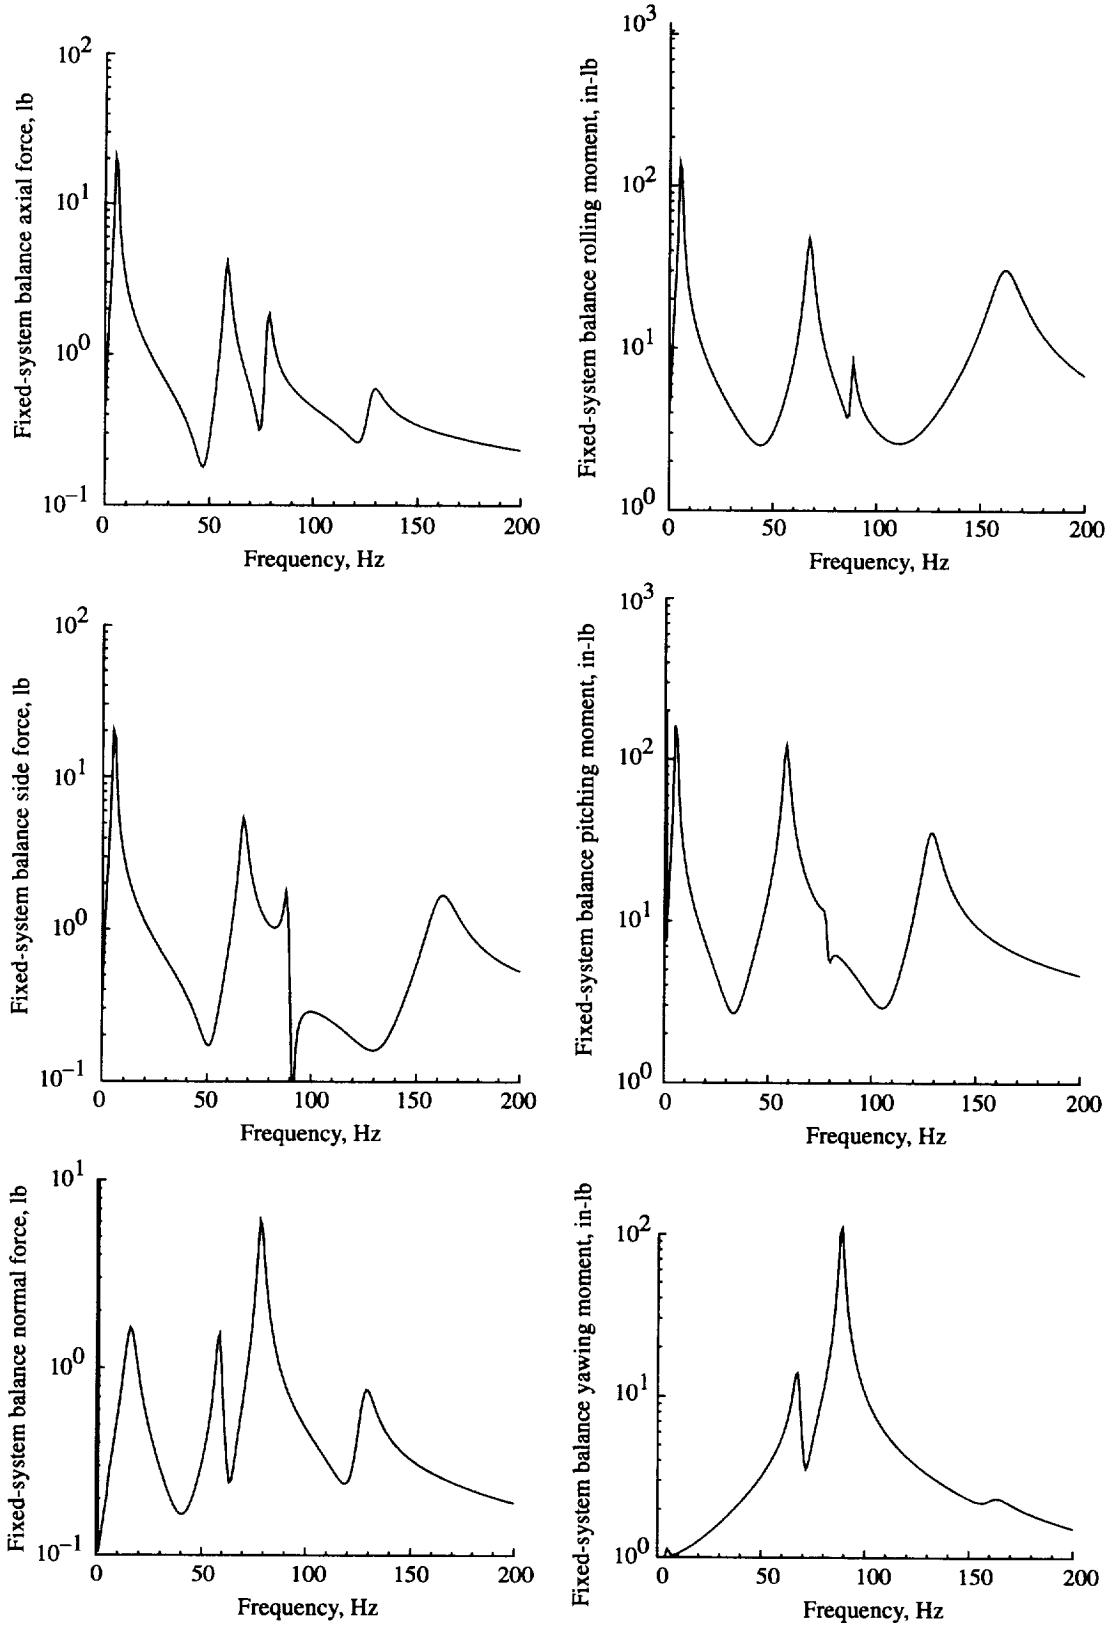 Fixed-system balance axial force, lb
10^2
10^1
10^0
10^-1
0 50 100 150 200
Frequency, Hz
Fixed-system balance rolling moment, in-lb
10^3
10^2
10^1
10^0
0 50 100 150 200
Frequency, Hz
Fixed-system balance side force, lb
10^2
10^1
10^0
10^-1
0 50 100 150 200
Frequency, Hz
Fixed-system balance pitching moment, in-lb
10^3
10^2
10^1
10^0
0 50 100 150 200
Frequency, Hz
Fixed-system balance normal force, lb
10^1
10^0
10^-1
0 50 100 150 200
Frequency, Hz
Fixed-system balance yawing moment, in-lb
10^2
10^1
10^0
0 50 100 150 200
Frequency, Hz